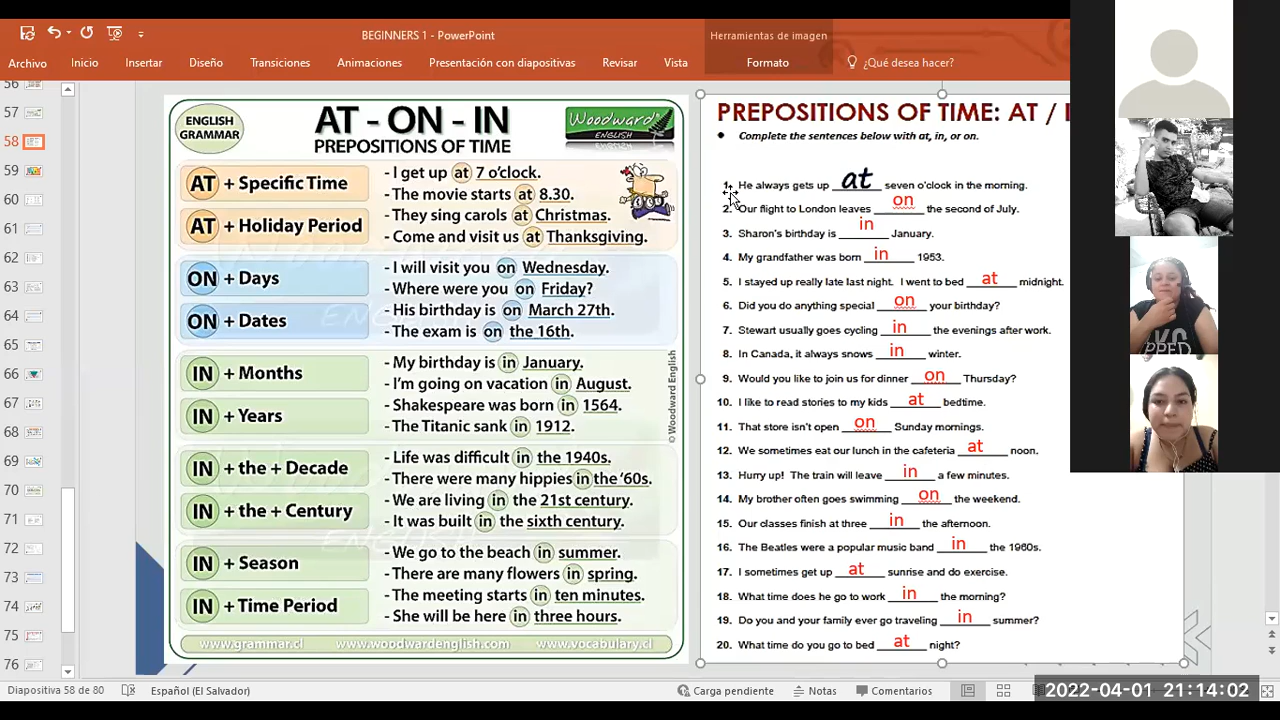 BEGINNERS 1 - PowerPoint
Herramientas de imagen
Archivo Inicio Insertar Diseño Transiciones Animaciones Presentación con diapositivas Revisar Vista Formato ¿Qué desea hacer?
56
57
58
59
60
61
62
63
64
65
66
67
68
69
70
71
72
73
74
75
76
ENGLISH GRAMMAR
AT - ON - IN
PREPOSITIONS OF TIME
Woodward®
ENGLISH
AT + Specific Time
- I get up at 7 o'clock.
- The movie starts at 8.30.
AT + Holiday Period
- They sing carols at Christmas.
- Come and visit us at Thanksgiving.
ON + Days
- I will visit you on Wednesday.
- Where were you on Friday?
ON + Dates
- His birthday is on March 27th.
- The exam is on the 16th.
IN + Months
- My birthday is in January.
- I'm going on vacation in August.
IN + Years
- Shakespeare was born in 1564.
- The Titanic sank in 1912.
IN + the + Decade
- Life was difficult in the 1940s.
- There were many hippies in the '60s.
IN + the + Century
- We are living in the 21st century.
- It was built in the sixth century.
IN + Season
- We go to the beach in summer.
- There are many flowers in spring.
IN + Time Period
- The meeting starts in ten minutes.
- She will be here in three hours.
© Woodward English
www.grammar.cl www.woodwardenglish.com www.vocabulary.cl
PREPOSITIONS OF TIME: AT /
Complete the sentences below with at, in, or on.
1. He always gets up at seven o'clock in the morning.
2. Our flight to London leaves on the second of July.
3. Sharon's birthday is in January.
4. My grandfather was born in 1953.
5. I stayed up really late last night. I went to bed at midnight.
6. Did you do anything special on your birthday?
7. Stewart usually goes cycling in the evenings after work.
8. In Canada, it always snows in winter.
9. Would you like to join us for dinner on Thursday?
10. I like to read stories to my kids at bedtime.
11. That store isn't open on Sunday mornings.
12. We sometimes eat our lunch in the cafeteria at noon.
13. Hurry up! The train will leave in a few minutes.
14. My brother often goes swimming on the weekend.
15. Our classes finish at three in the afternoon.
16. The Beatles were a popular music band in the 1960s.
17. I sometimes get up at sunrise and do exercise.
18. What time does he go to work in the morning?
19. Do you and your family ever go traveling in summer?
20. What time do you go to bed at night?
Diapositiva 58 de 80 Español (El Salvador) Carga pendiente Notas Comentarios
2022-04-01 21:14:02